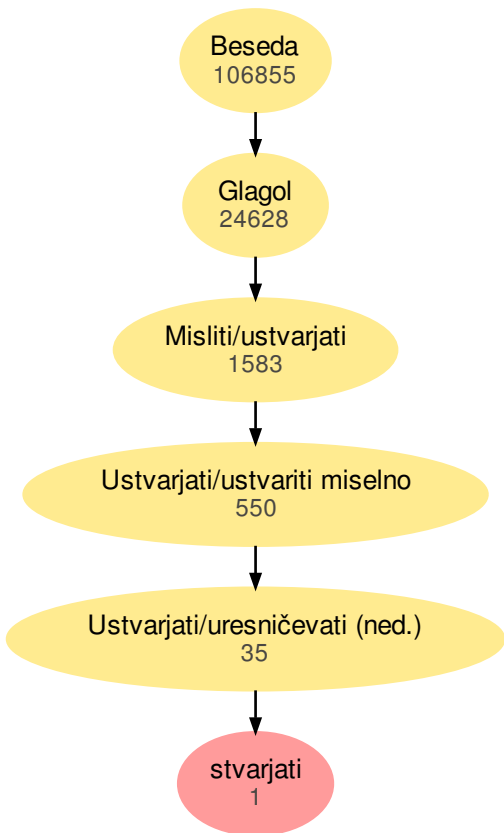 Beseda
106855
Glagol
24628
Misliti/ustvarjati
1583
Ustvarjati/ustvariti miselno
550
Ustvarjati/uresničevati (ned.)
35
stvarjati
1